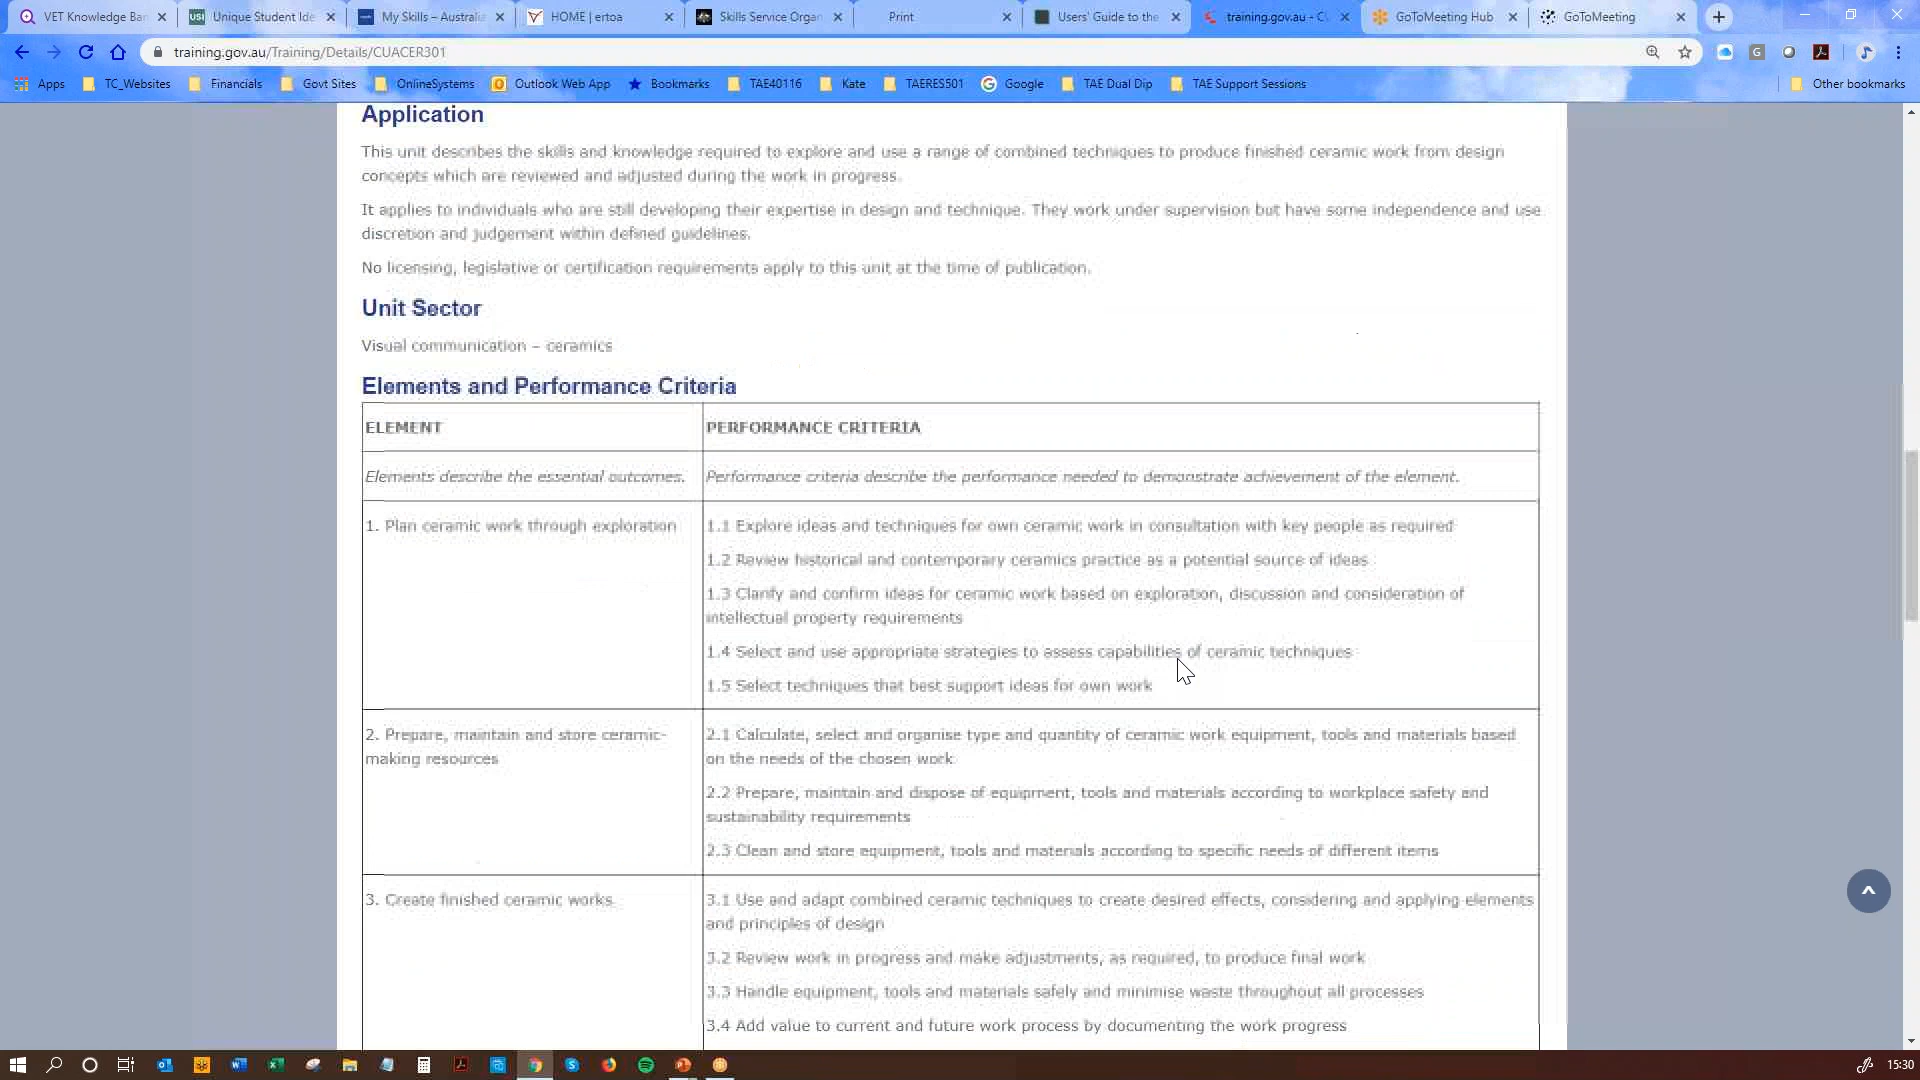 VET Knowledge Ban
Unique Student Ide
My Skills – Australia
HOME | ertoa
Skills Service Organ
Print
Users' Guide to the
training.gov.au - CU
GoToMeeting Hub
GoToMeeting
training.gov.au/Training/Details/CUACER301
Apps
TC_Websites
Financials
Govt Sites
OnlineSystems
Outlook Web App
Bookmarks
TAE40116
Kate
TAERES501
Google
TAE Dual Dip
TAE Support Sessions
Other bookmarks
Application
This unit describes the skills and knowledge required to explore and use a range of combined techniques to produce finished ceramic work from design
concepts which are reviewed and adjusted during the work in progress.
It applies to individuals who are still developing their expertise in design and technique. They work under supervision but have some independence and use
discretion and judgement within defined guidelines.
No licensing, legislative or certification requirements apply to this unit at the time of publication.
Unit Sector
Visual communication – ceramics
Elements and Performance Criteria
ELEMENT
PERFORMANCE CRITERIA
Elements describe the essential outcomes.
Performance criteria describe the performance needed to demonstrate achievement of the element.
1. Plan ceramic work through exploration
1.1 Explore ideas and techniques for own ceramic work in consultation with key people as required
1.2 Review historical and contemporary ceramics practice as a potential source of ideas
1.3 Clarify and confirm ideas for ceramic work based on exploration, discussion and consideration of
intellectual property requirements
1.4 Select and use appropriate strategies to assess capabilities of ceramic techniques
1.5 Select techniques that best support ideas for own work
2. Prepare, maintain and store ceramic-
making resources
2.1 Calculate, select and organise type and quantity of ceramic work equipment, tools and materials based
on the needs of the chosen work
2.2 Prepare, maintain and dispose of equipment, tools and materials according to workplace safety and
sustainability requirements
2.3 Clean and store equipment, tools and materials according to specific needs of different items
3. Create finished ceramic works
3.1 Use and adapt combined ceramic techniques to create desired effects, considering and applying elements
and principles of design
3.2 Review work in progress and make adjustments, as required, to produce final work
3.3 Handle equipment, tools and materials safely and minimise waste throughout all processes
3.4 Add value to current and future work process by documenting the work progress
15:30